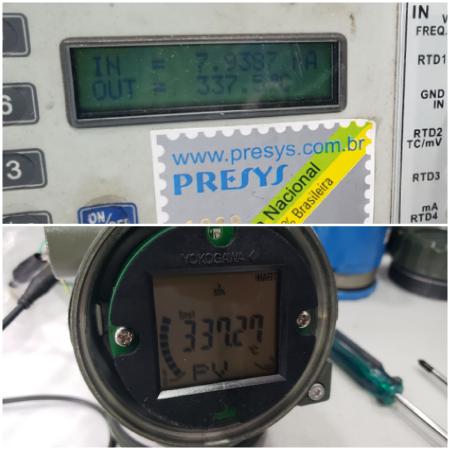 IN = 7.9387 mA
OUT = 337.5°C
IN
FREQ.
RTD1
GND
IN
RTD2
TC/mV
RTD3
mA
RTD4
6
3
ON/OFF
www.presys.com.br
PRESYS
Nacional
% Brasileira
YOKOGAWA
HART
337.27
°C
PV